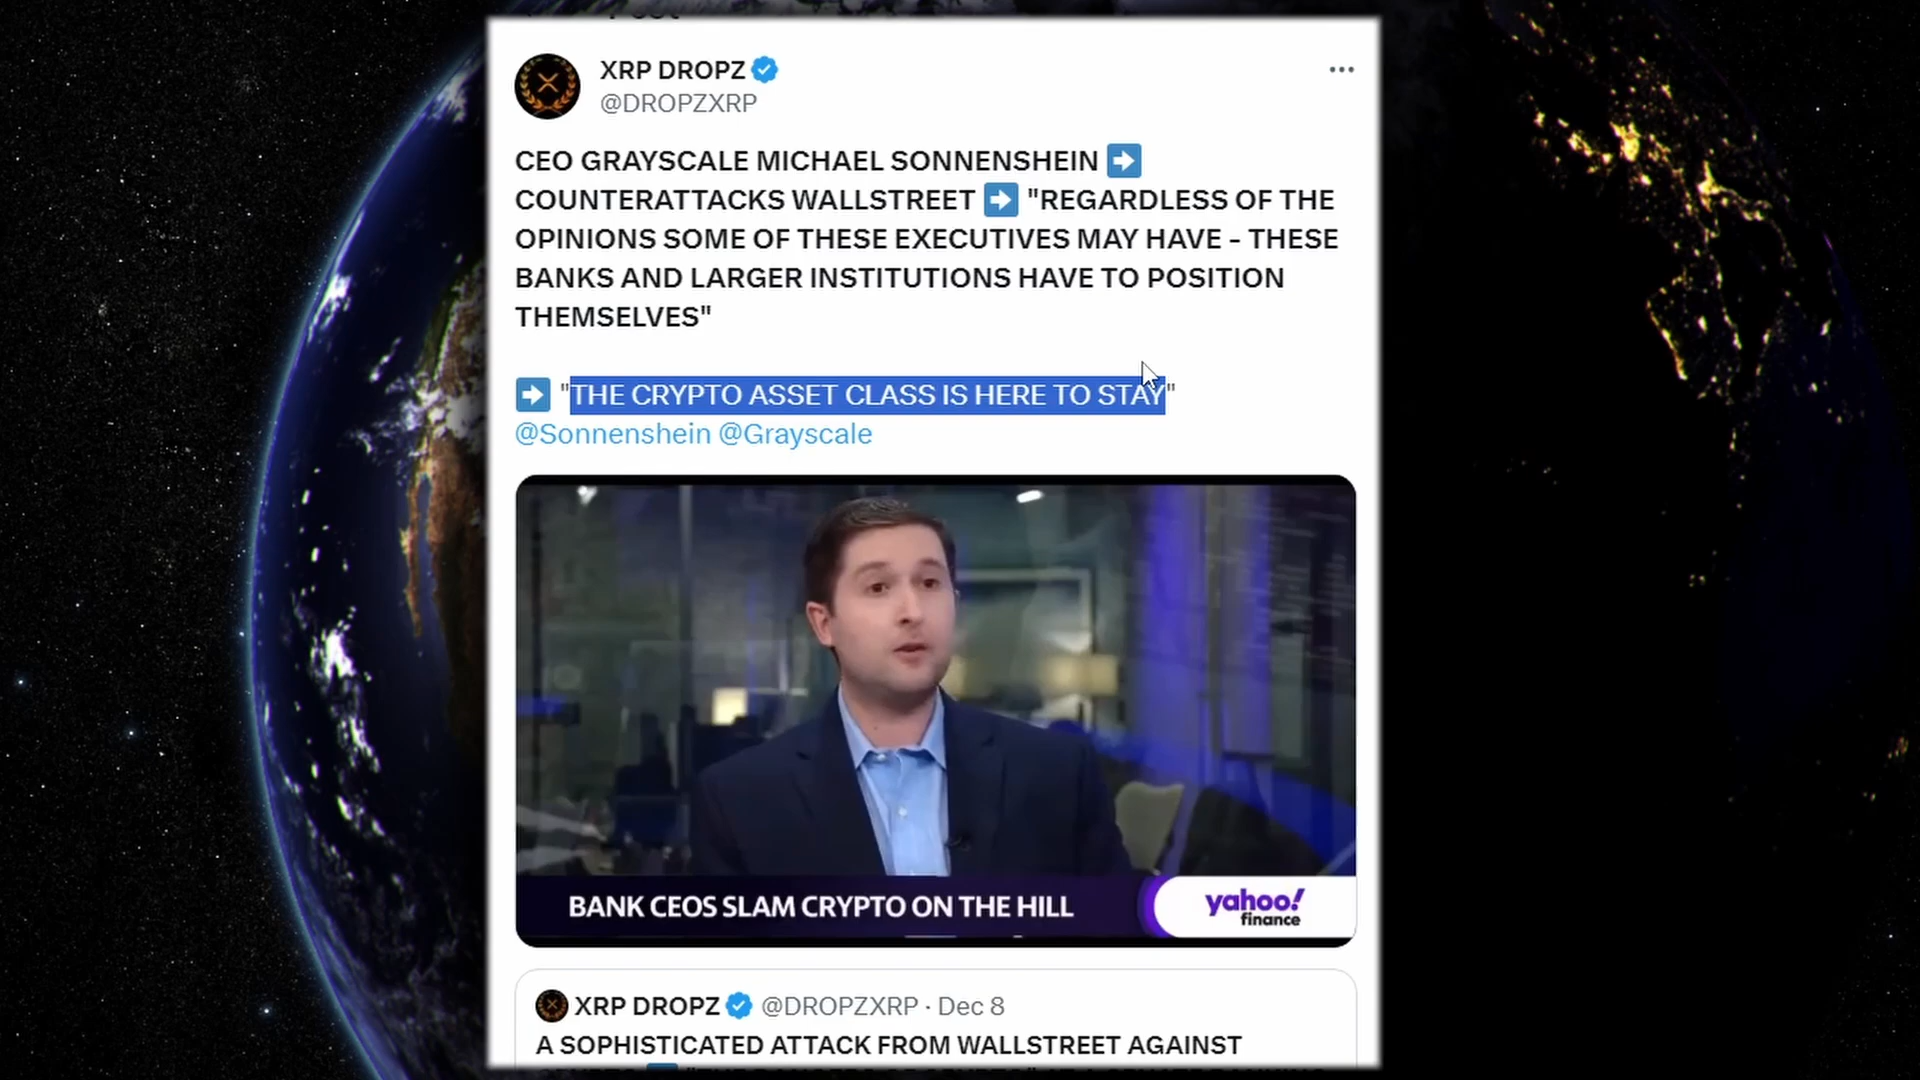 XRP DROPZ
@DROPZXRP
CEO GRAYSCALE MICHAEL SONNENSHEIN ➡️
COUNTERATTACKS WALLSTREET ➡️ "REGARDLESS OF THE
OPINIONS SOME OF THESE EXECUTIVES MAY HAVE - THESE
BANKS AND LARGER INSTITUTIONS HAVE TO POSITION
THEMSELVES"
➡️ "THE CRYPTO ASSET CLASS IS HERE TO STAY"
@Sonnenshein @Grayscale
BANK CEOS SLAM CRYPTO ON THE HILL
yahoo!
finance
XRP DROPZ @DROPZXRP · Dec 8
A SOPHISTICATED ATTACK FROM WALLSTREET AGAINST